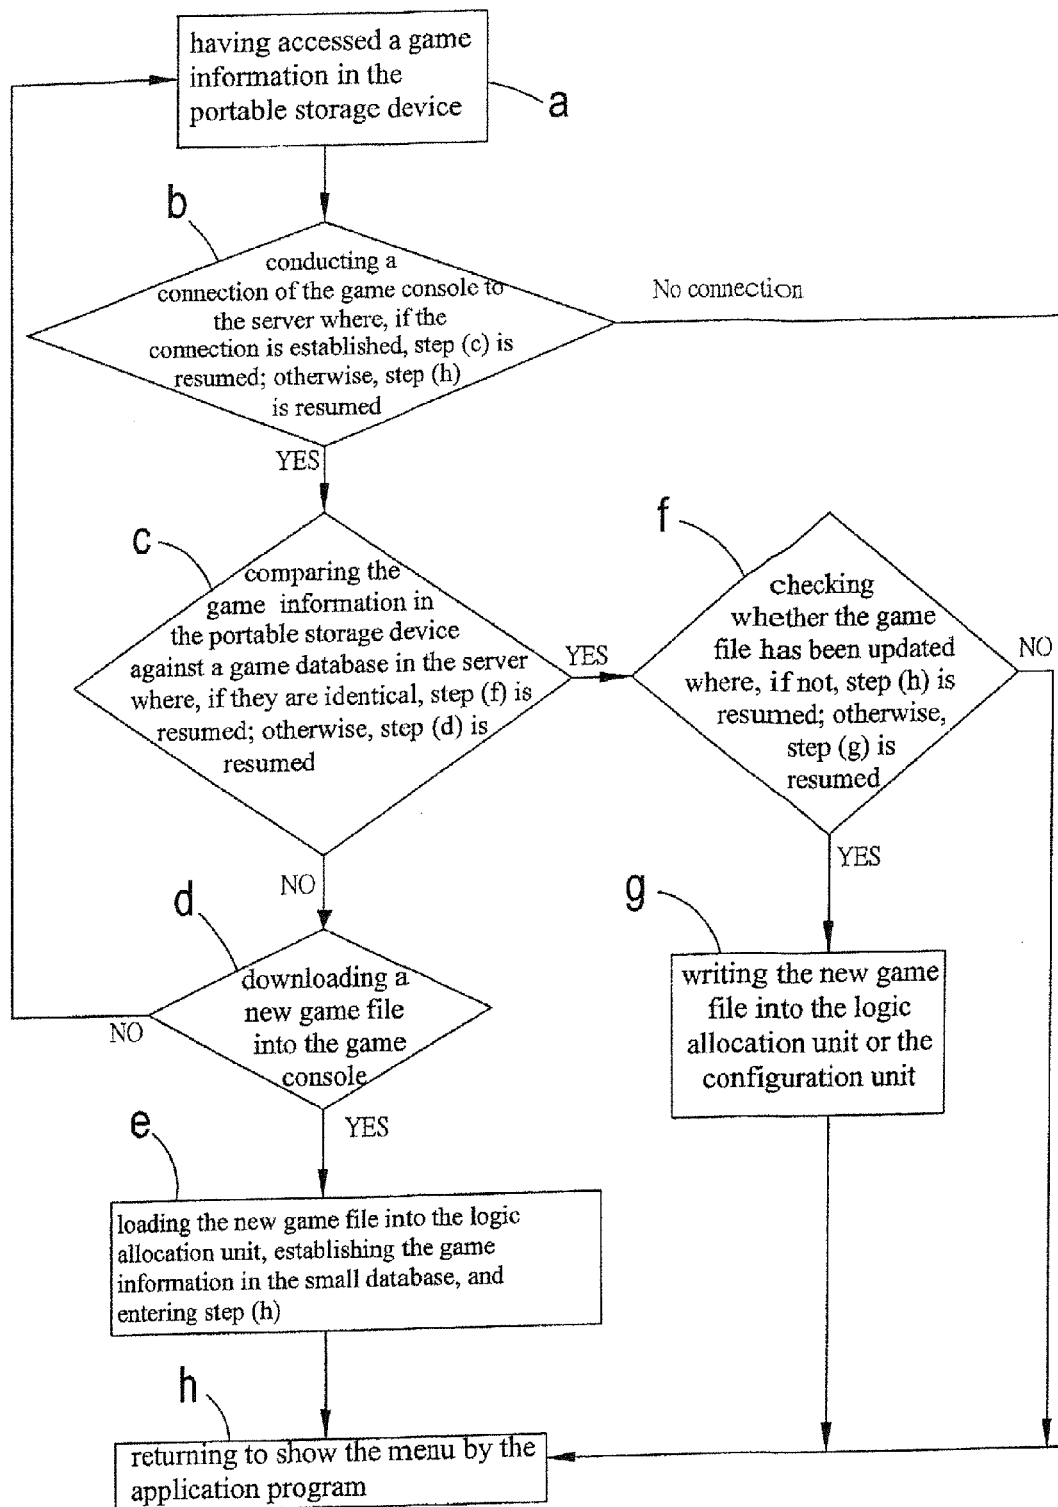 having accessed a game
information in the
portable storage device
a
b
conducting a
connection of the game console to
the server where, if the
connection is established, step (c) is
resumed; otherwise, step (h)
is resumed
No connection
YES
c
comparing the
game information in
the portable storage device
against a game database in the server
where, if they are identical, step (f) is
resumed; otherwise, step (d) is
resumed
YES
f
checking
whether the game
file has been updated
where, if not, step (h) is
resumed; otherwise,
step (g) is
resumed
NO
NO
YES
d
downloading a
new game file
into the game
console
NO
YES
g
writing the new game
file into the logic
allocation unit or the
configuration unit
e
loading the new game file into the logic
allocation unit, establishing the game
information in the small database, and
entering step (h)
h
returning to show the menu by the
application program